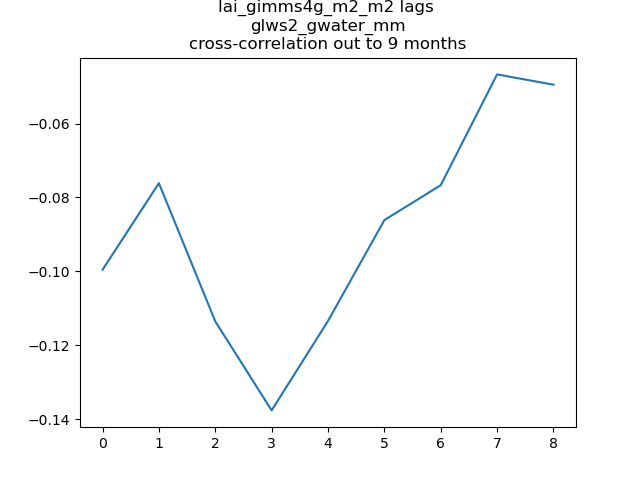 lai_gimms4g_m2_m2 lags
glws2_gwater_mm
cross-correlation out to 9 months
−0.06
−0.08
−0.10
−0.12
−0.14
0 1 2 3 4 5 6 7 8